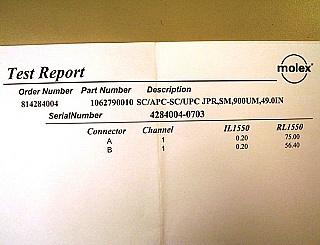 Test Report
molex
Order Number Part Number Description
814284004 1062790010 SC/APC-SC/UPC JPR,SM,900UM,49.0IN
SerialNumber 4284004-0703
Connector Channel IL1550 RL1550
A 1 0.20 75.00
B 1 0.20 56.40